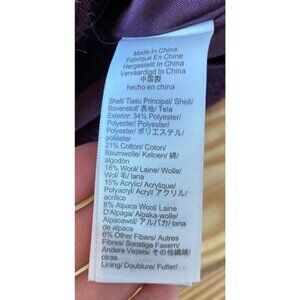 Made In China
Fabriqué En Chine
Hergestellt In China
Vervaardigd In China
中国製
hecho en china
Shell/ Tissu Principal/ Shell/
Bovenstof/ 表地/ Tela
Exterior: 34% Polyester/
Polyester/ Polyester/
Polyester/ ポリエステル/
poliéster
21% Cotton/ Coton/
Baumwolle/ Katoen/ 綿/
algodón
18% Wool/ Laine/ Wolle/
Wol/ 毛/ lana
15% Acrylic/ Acrylique/
Polyacryl/ Acryl/ アクリル/
acrílico
6% Alpaca Wool/ Laine
D'Alpaga/ Alpaka-wolle/
Alpacawol/ アルパカ/ lana
de alpaca
6% Other Fibers/ Autres
Fibres/ Sonstige Fasern/
Andere Vezels/ その他繊維/
otras
Lining/ Doublure/ Futter/